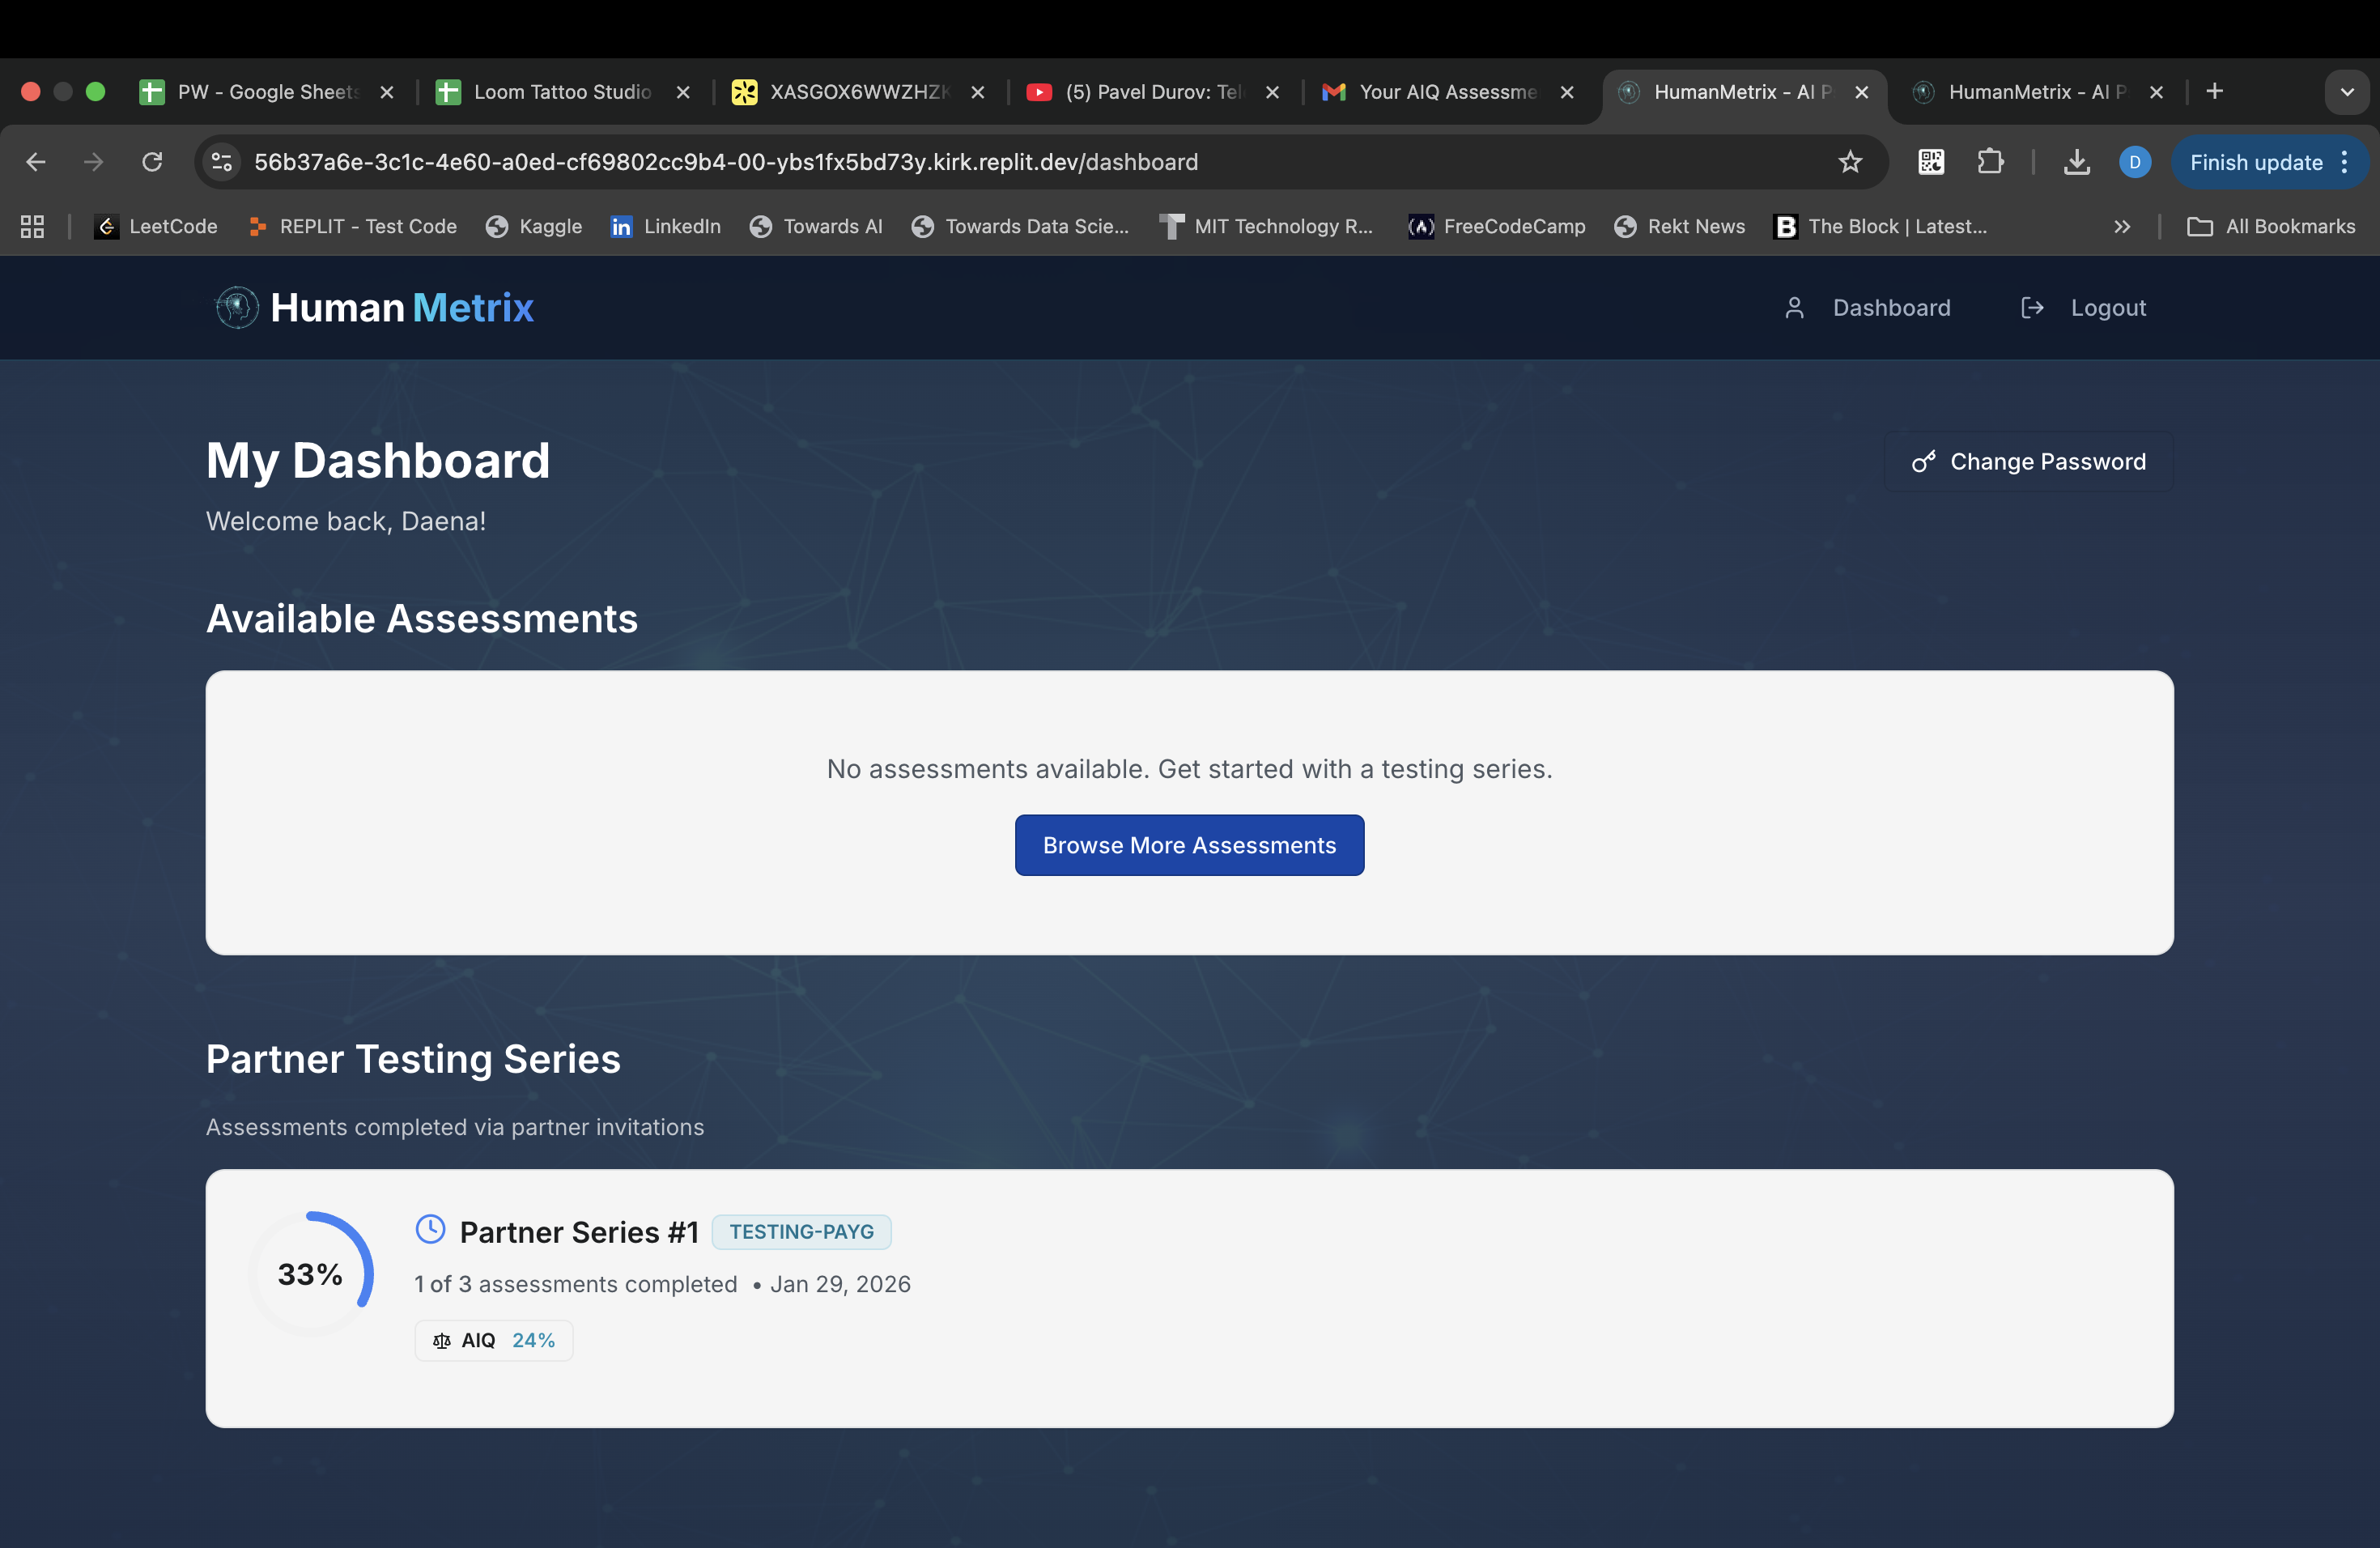 PW - Google Sheets
Loom Tattoo Studio
XASGOX6WWZHZK
(5) Pavel Durov: Tel
Your AIQ Assessme
HumanMetrix - AI P
HumanMetrix - AI P
56b37a6e-3c1c-4e60-a0ed-cf69802cc9b4-00-ybs1fx5bd73y.kirk.replit.dev/dashboard
D
Finish update
LeetCode
REPLIT - Test Code
Kaggle
in
LinkedIn
Towards AI
Towards Data Scie...
MIT Technology R...
FreeCodeCamp
Rekt News
B
The Block | Latest...
All Bookmarks
Human Metrix
Dashboard
Logout
My Dashboard
Change Password
Welcome back, Daena!
Available Assessments
No assessments available. Get started with a testing series.
Browse More Assessments
Partner Testing Series
Assessments completed via partner invitations
33%
Partner Series #1
TESTING-PAYG
1 of 3 assessments completed • Jan 29, 2026
AIQ 24%